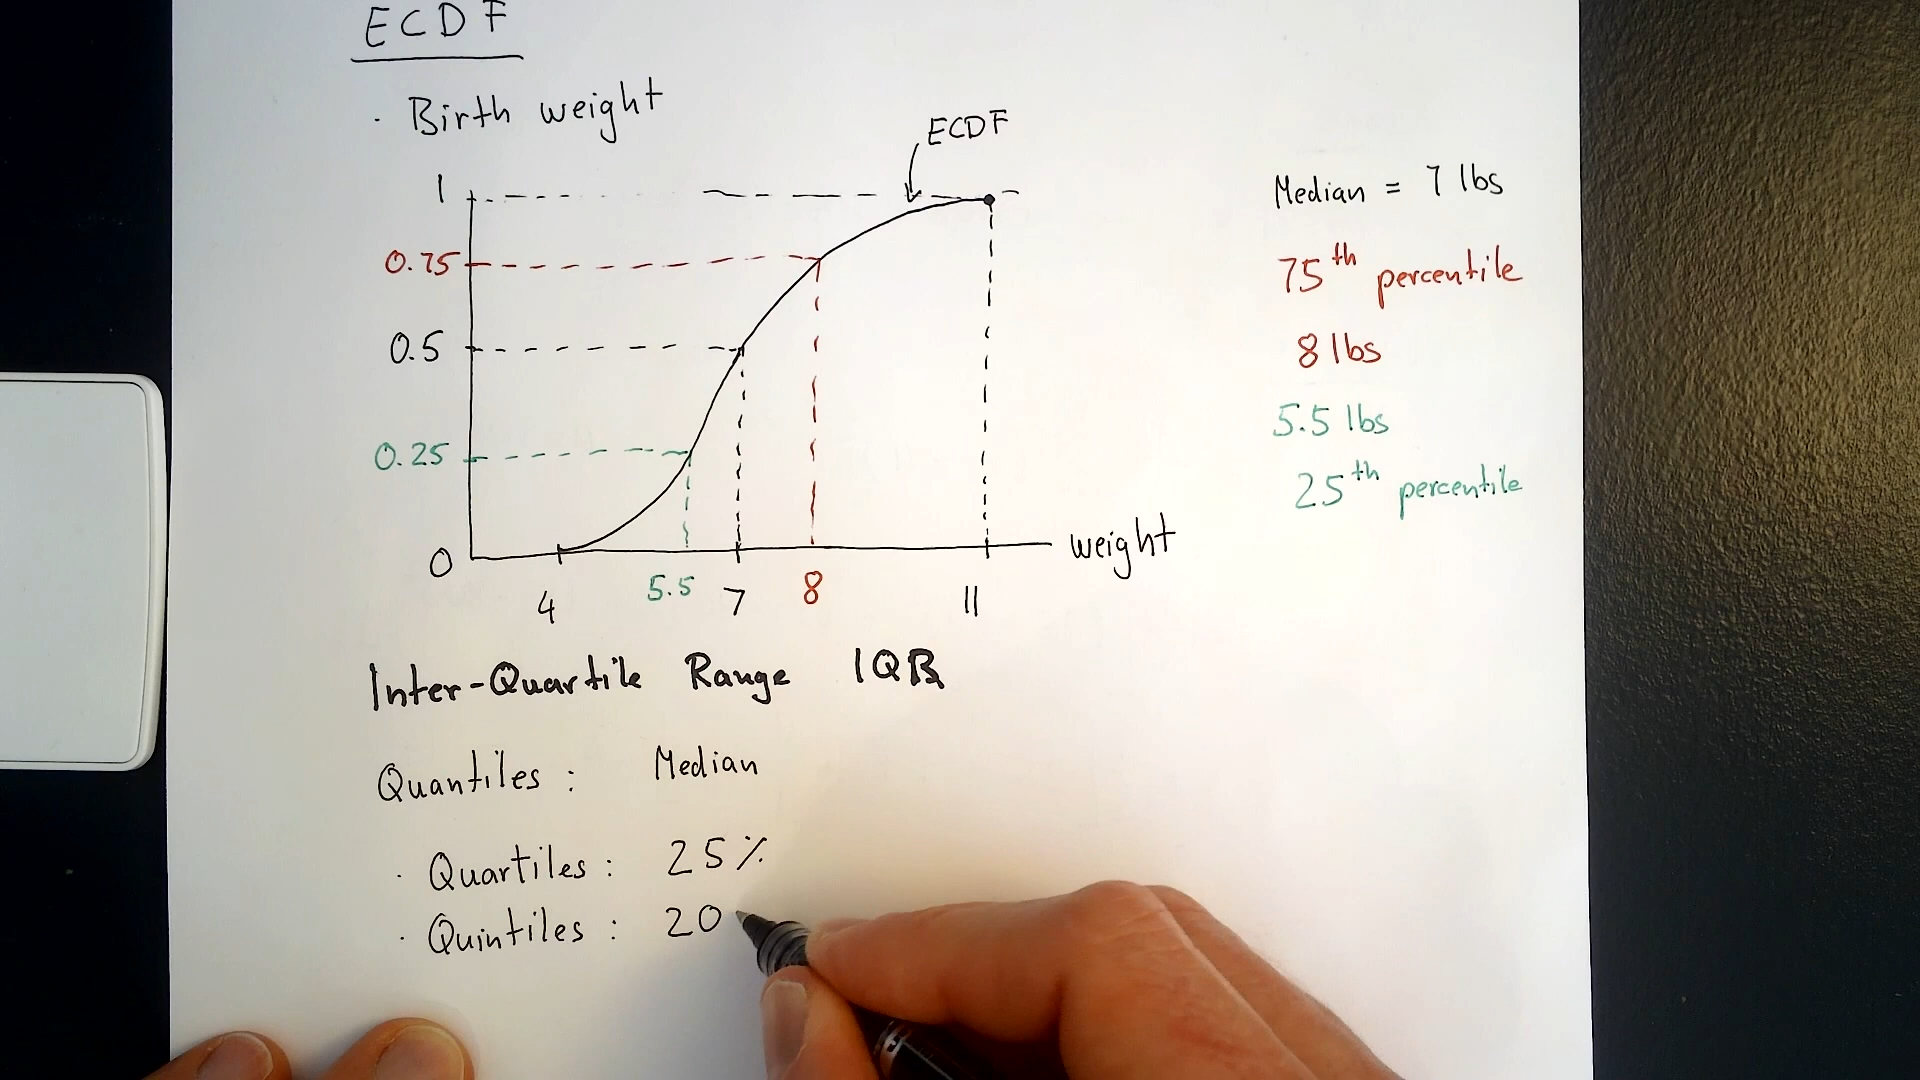 ECDF
· Birth weight
ECDF
1
0.75
0.5
0.25
0
4 5.5 7 8 11
weight
Median = 7 lbs
75th percentile
8 lbs
5.5 lbs
25th percentile
Inter-Quartile Range IQR
Quantiles : Median
· Quartiles : 25%
· Quintiles : 20